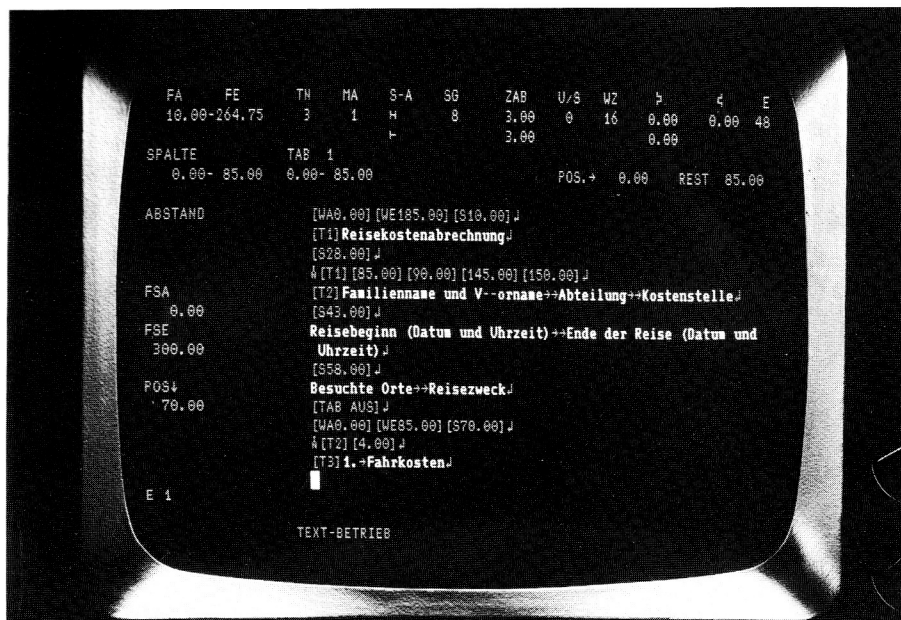 FA FE TN MA S-A SG ZAB U/S WZ E
10.00-264.75 3 1 8 3.00 0 16 0.00 0.00 48
3.00 0.00
SPALTE TAB 1
0.00- 85.00 0.00- 85.00 POS.→ 0.00 REST 85.00
ABSTAND [WA0.00][WE185.00][S10.00]↲
[T1]Reisekostenabrechnung↲
[S28.00]↲
[T1][85.00][90.00][145.00][150.00]↲
FSA [T2]Familienname und V--orname→→Abteilung→→Kostenstelle↲
0.00 [S43.00]↲
FSE Reisebeginn (Datum und Uhrzeit)→→Ende der Reise (Datum und
300.00 Uhrzeit)↲
[S58.00]↲
POS↓ Besuchte Orte→→Reisezweck↲
70.00 [TAB AUS]↲
[WA0.00][WE85.00][S70.00]↲
[T2][4.00]↲
[T3]1.→Fahrkosten↲
E 1
TEXT-BETRIEB